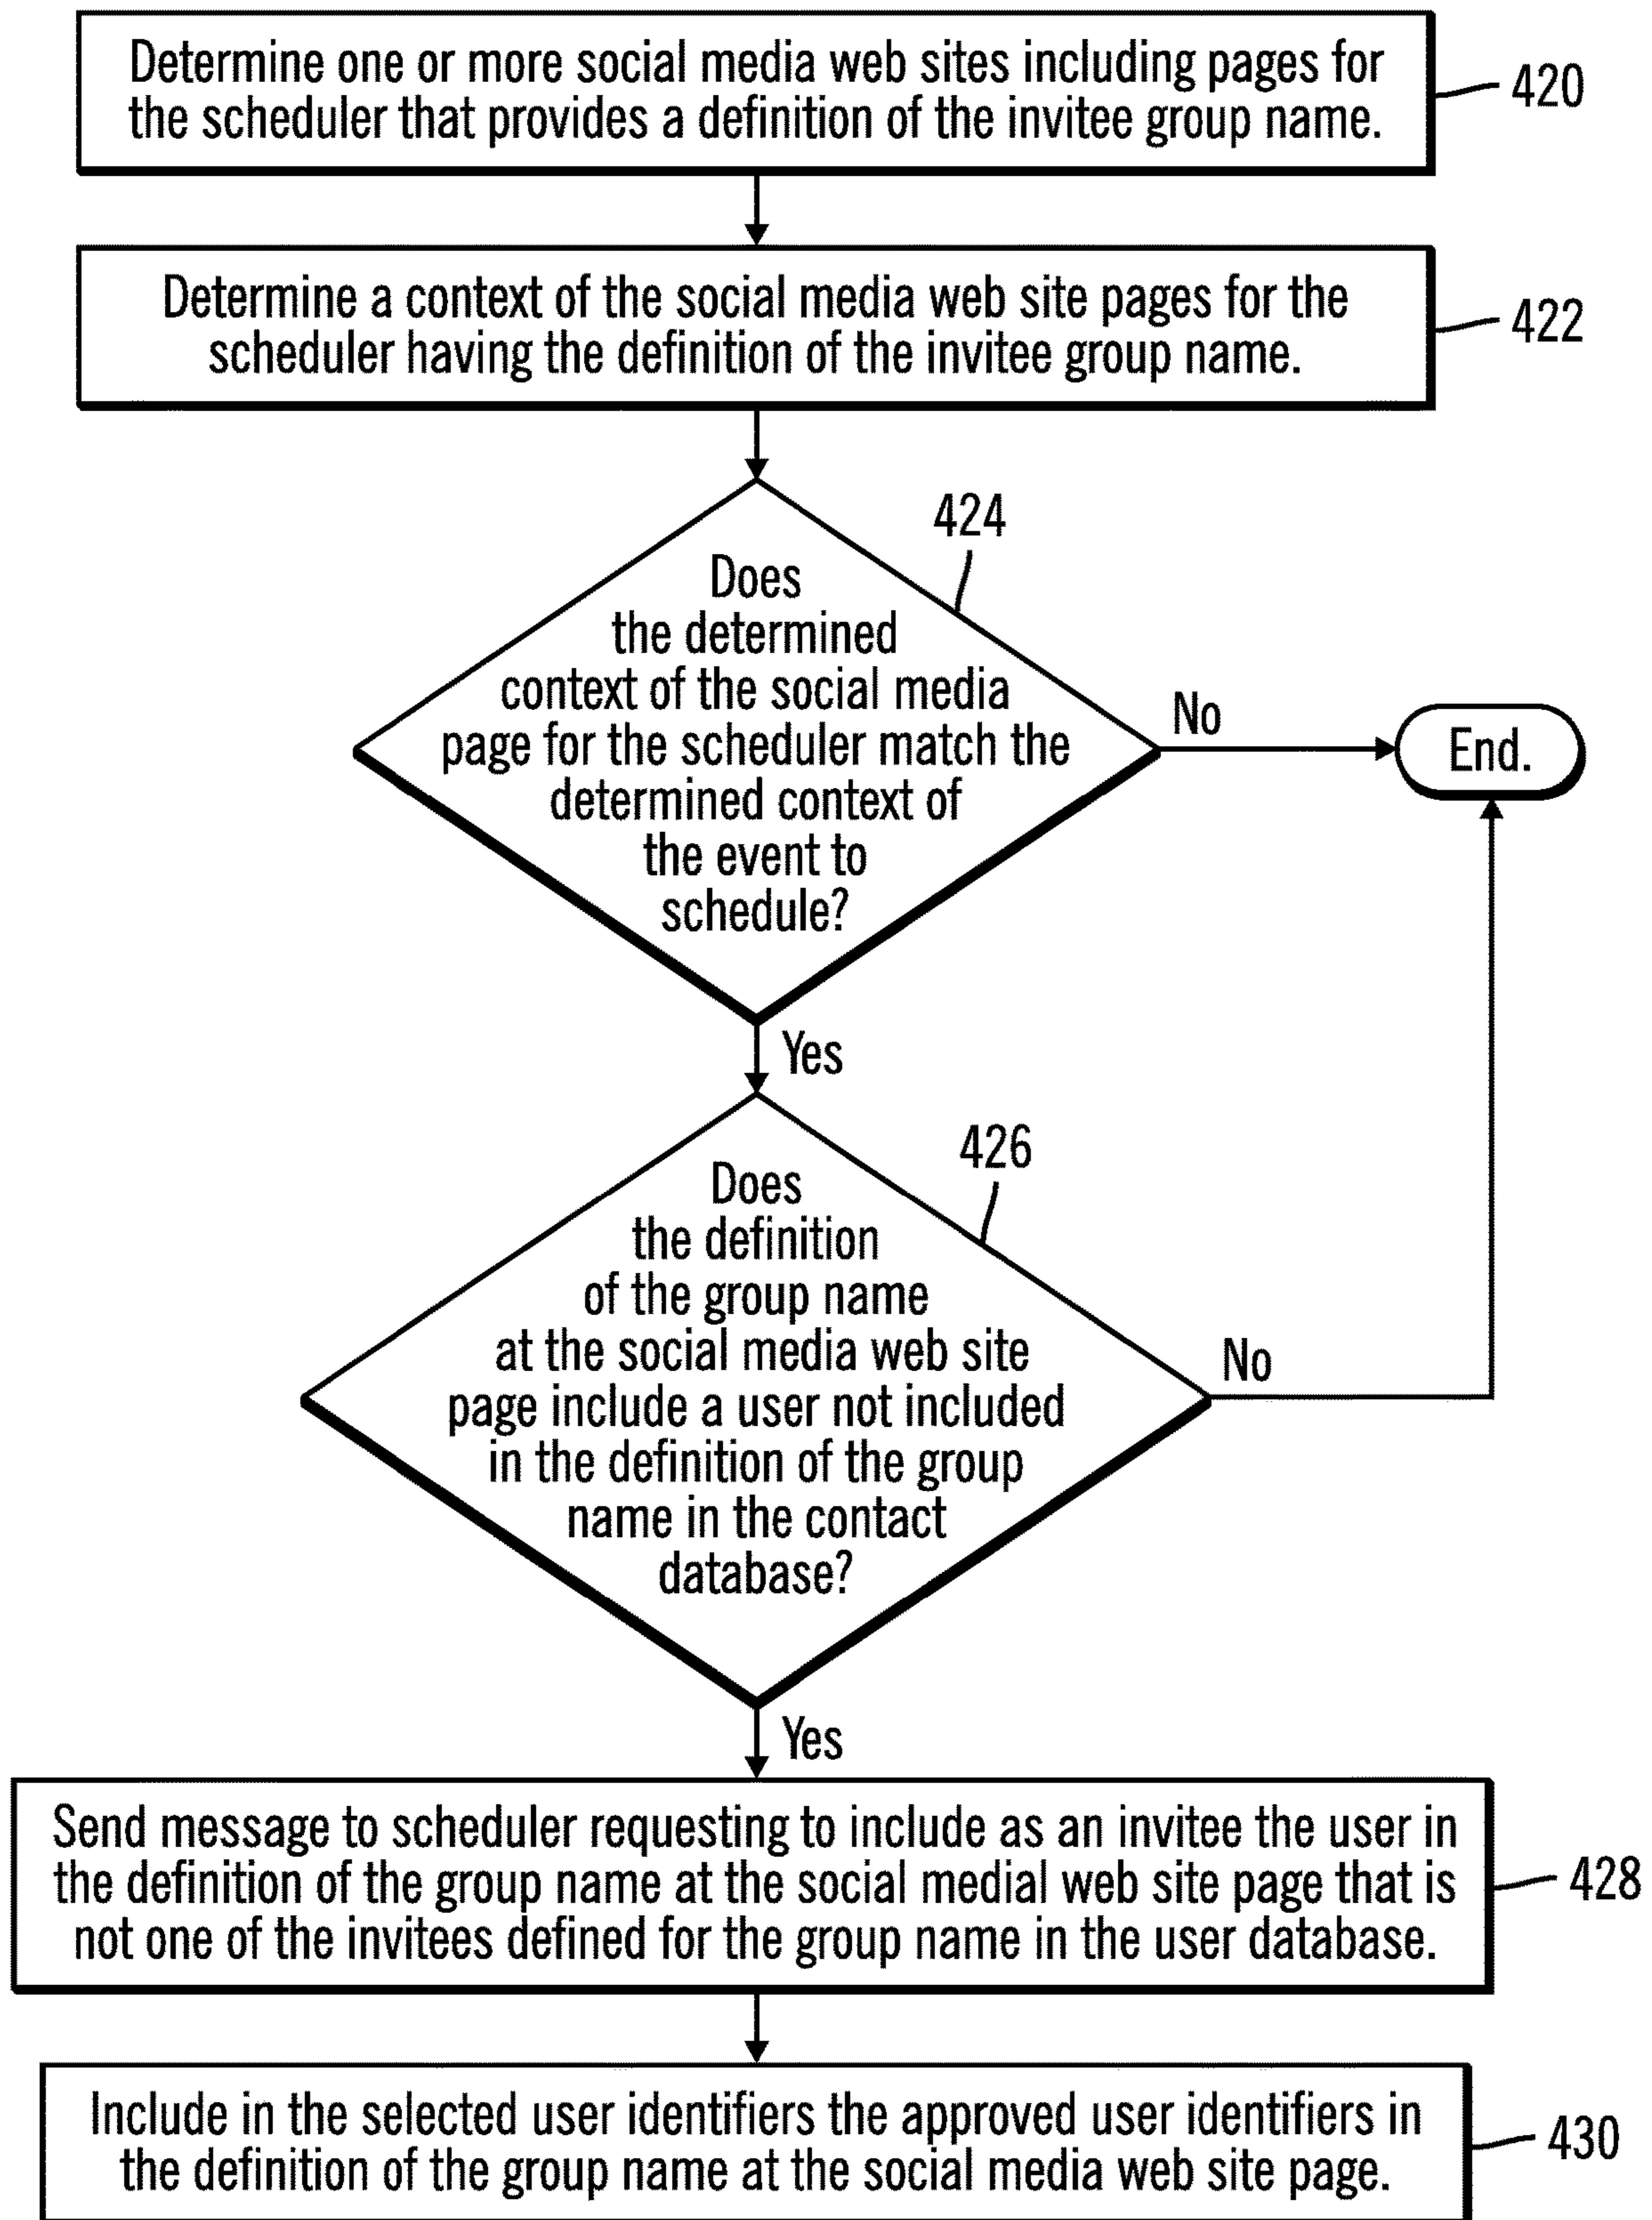 Determine one or more social media web sites including pages for
the scheduler that provides a definition of the invitee group name.
420
Determine a context of the social media web site pages for the
scheduler having the definition of the invitee group name.
422
424
Does
the determined
context of the social media
page for the scheduler match the
determined context of
the event to
schedule?
No
End.
Yes
426
Does
the definition
of the group name
at the social media web site
page include a user not included
in the definition of the group
name in the contact
database?
No
Yes
Send message to scheduler requesting to include as an invitee the user in
the definition of the group name at the social medial web site page that is
not one of the invitees defined for the group name in the user database.
428
Include in the selected user identifiers the approved user identifiers in
the definition of the group name at the social media web site page.
430